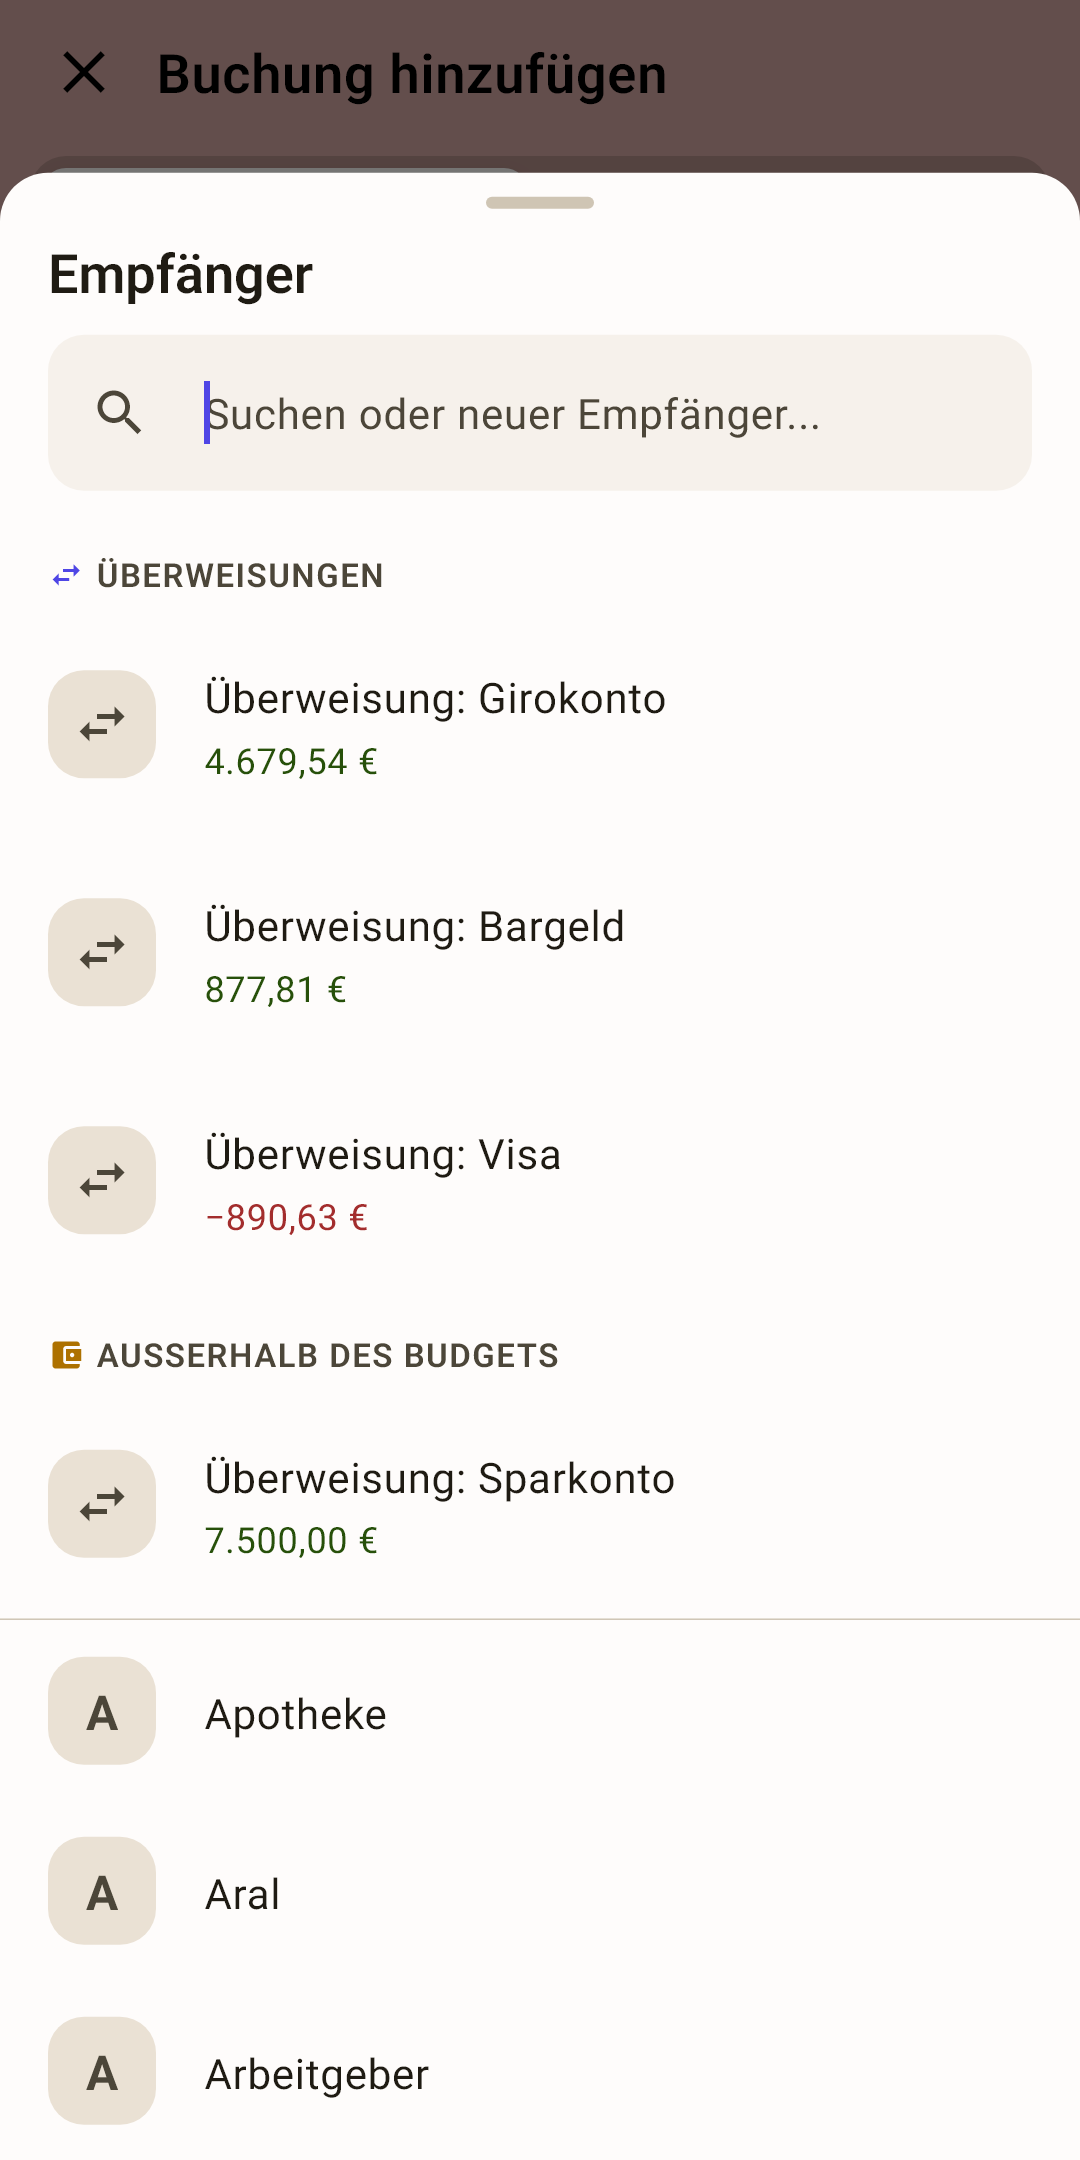 Buchung hinzufügen
Empfänger
Suchen oder neuer Empfänger...
ÜBERWEISUNGEN
Überweisung: Girokonto
4.679,54 €
Überweisung: Bargeld
877,81 €
Überweisung: Visa
−890,63 €
AUSSERHALB DES BUDGETS
Überweisung: Sparkonto
7.500,00 €
A
Apotheke
A
Aral
A
Arbeitgeber